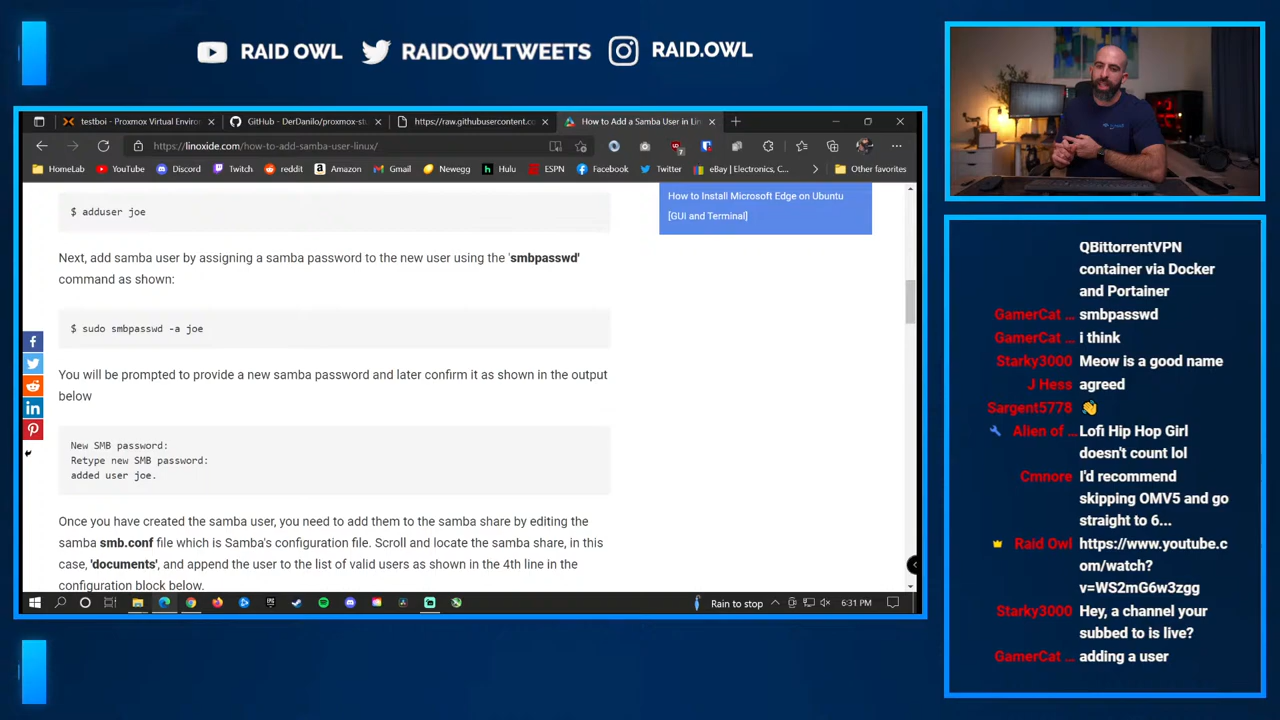 RAID OWL RAIDOWLTWEETS RAID.OWL
testboi - Proxmox Virtual Enviror
GitHub - DerDanilo/proxmox-stu
https://raw.githubusercontent.co
How to Add a Samba User in Lin
https://linoxide.com/how-to-add-samba-user-linux/
HomeLab YouTube Discord Twitch reddit Amazon Gmail Newegg Hulu ESPN Facebook Twitter eBay | Electronics, C... Other favorites
$ adduser joe
Next, add samba user by assigning a samba password to the new user using the 'smbpasswd'
command as shown:
$ sudo smbpasswd -a joe
You will be prompted to provide a new samba password and later confirm it as shown in the output
below
New SMB password:
Retype new SMB password:
added user joe.
Once you have created the samba user, you need to add them to the samba share by editing the
samba smb.conf file which is Samba's configuration file. Scroll and locate the samba share, in this
case, 'documents', and append the user to the list of valid users as shown in the 4th line in the
configuration block below.
How to Install Microsoft Edge on Ubuntu
[GUI and Terminal]
Rain to stop 6:31 PM
QBittorrentVPN
container via Docker
and Portainer
GamerCat ... smbpasswd
GamerCat ... i think
Starky3000 Meow is a good name
J Hess agreed
Sargent5778 👏
Alien of ... Lofi Hip Hop Girl
doesn't count lol
Cmnore I'd recommend
skipping OMV5 and go
straight to 6...
Raid Owl https://www.youtube.c
om/watch?
v=WS2mG6w3zgg
Starky3000 Hey, a channel your
subbed to is live?
GamerCat ... adding a user